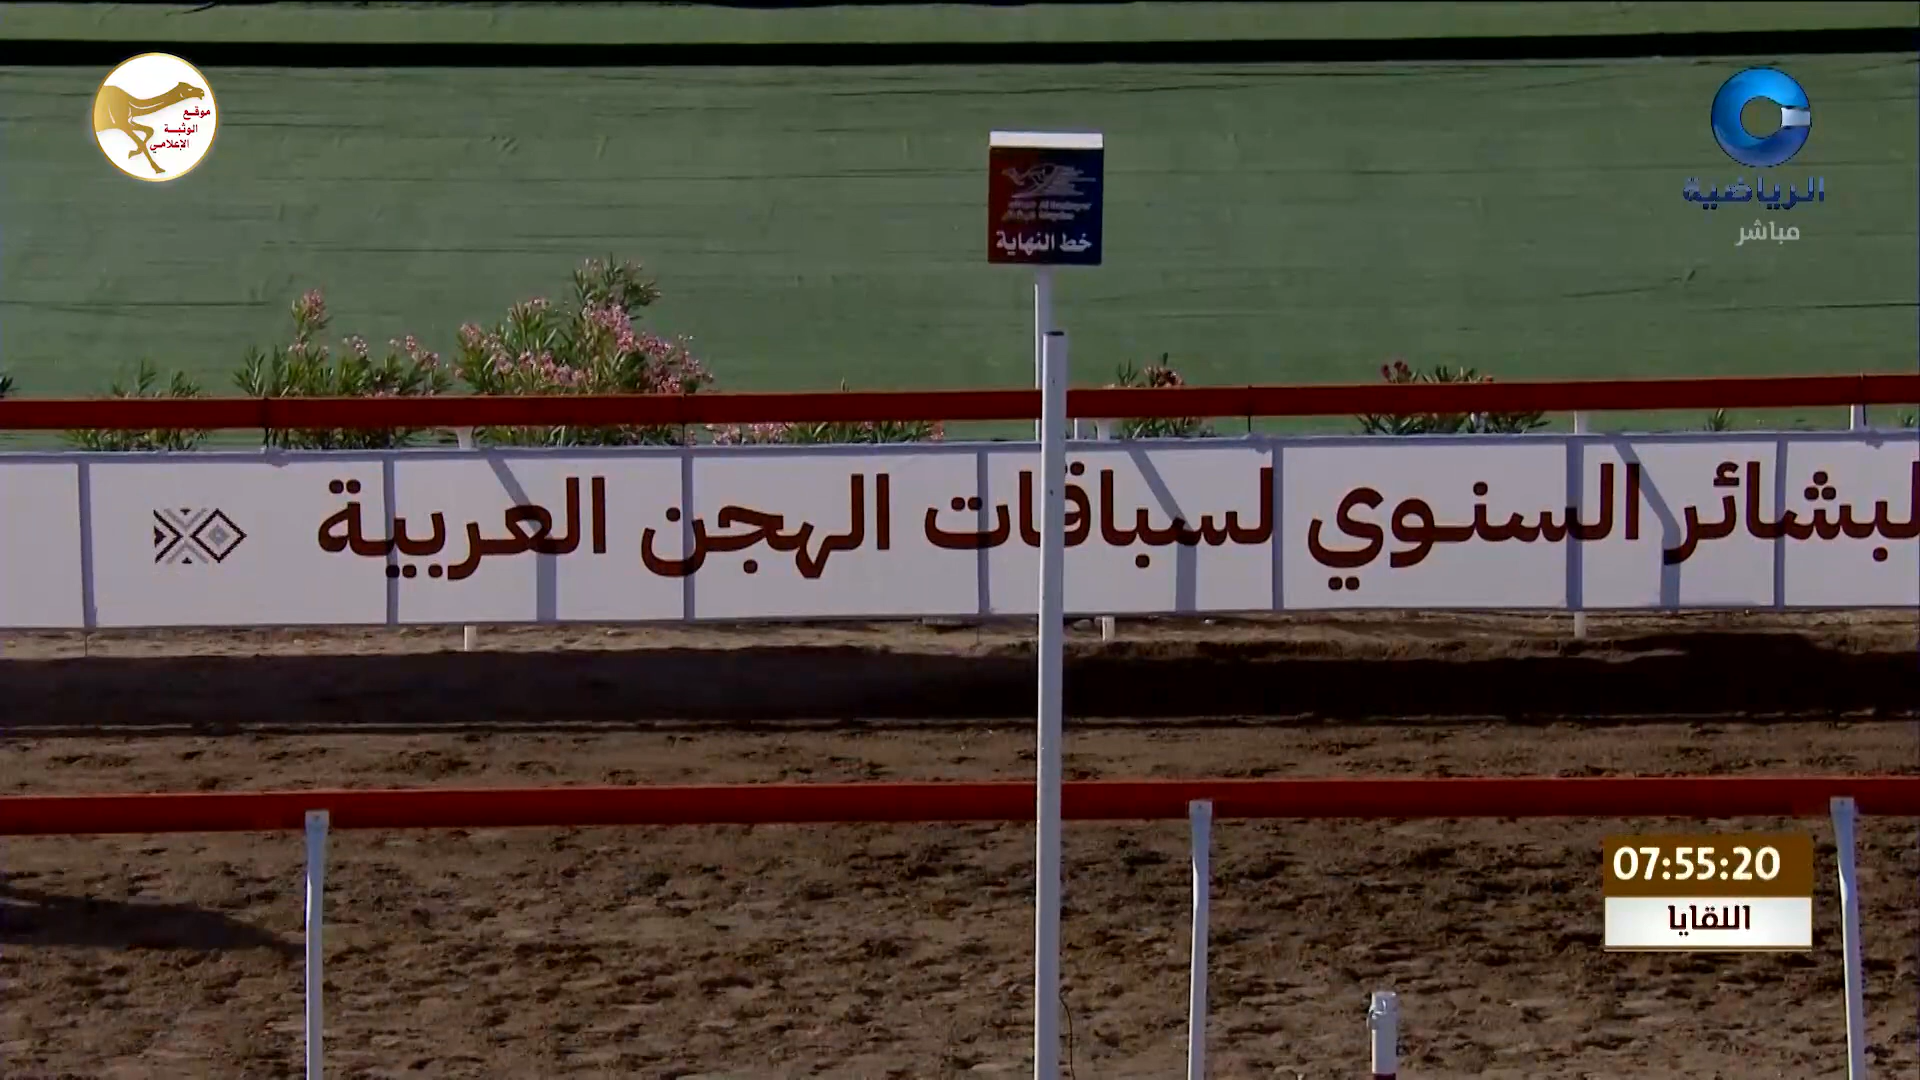 موقع
الوثبة
الإعلامي
الرياضية
مباشر
خط النهاية
البشائر السنوي لسباقات الهجن العربية
07:55:20
اللقايا